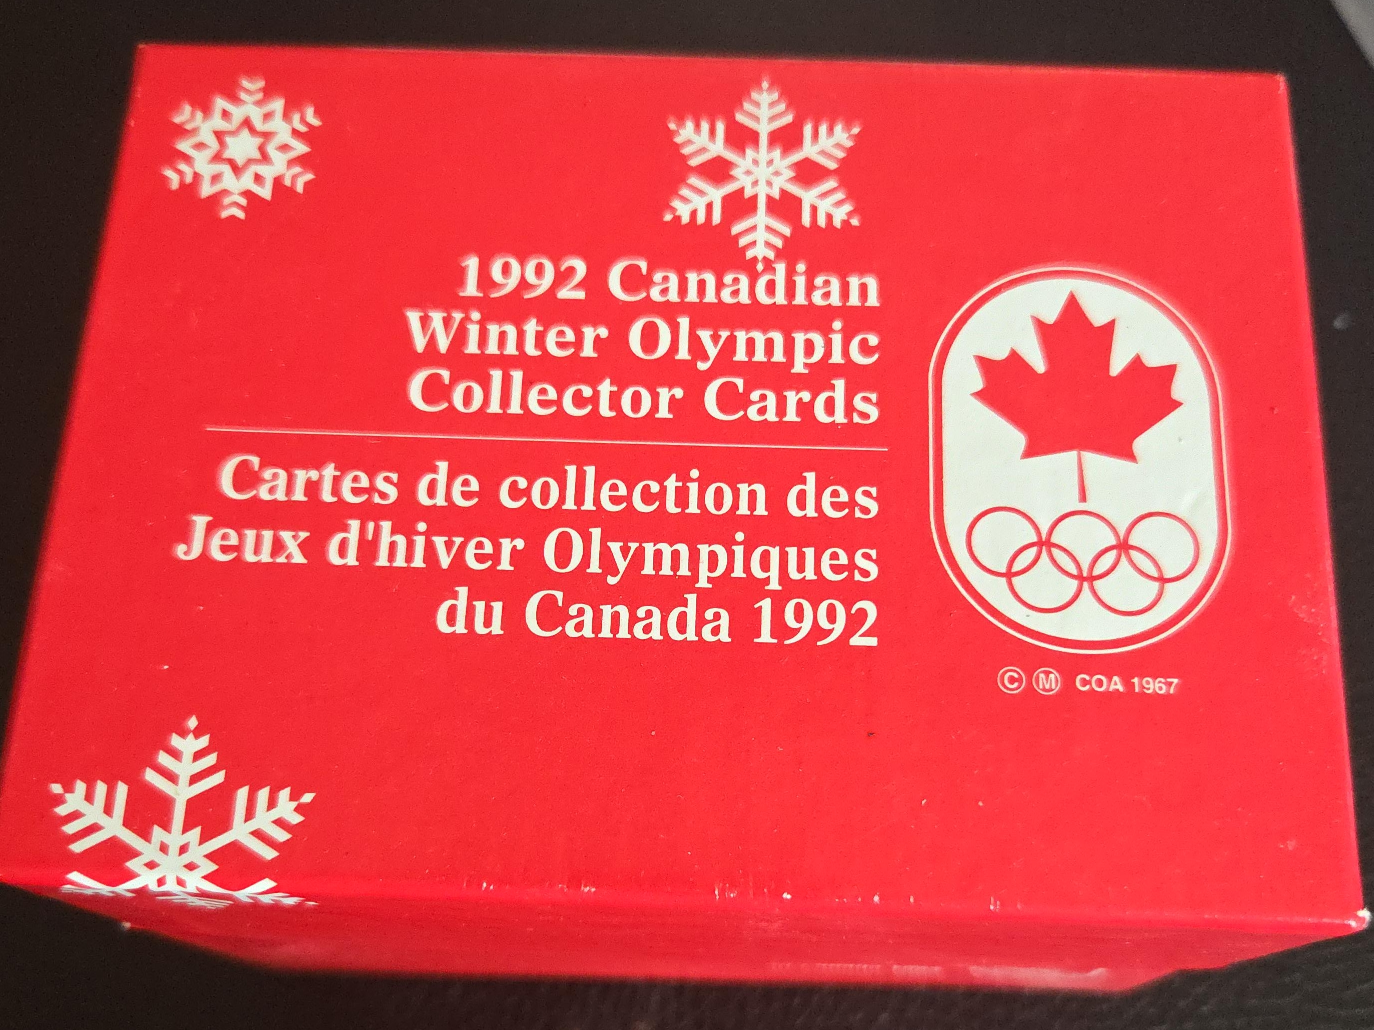 1992 Canadian
Winter Olympic
Collector Cards
Cartes de collection des
Jeux d'hiver Olympiques
du Canada 1992
Ⓒ Ⓜ COA 1967